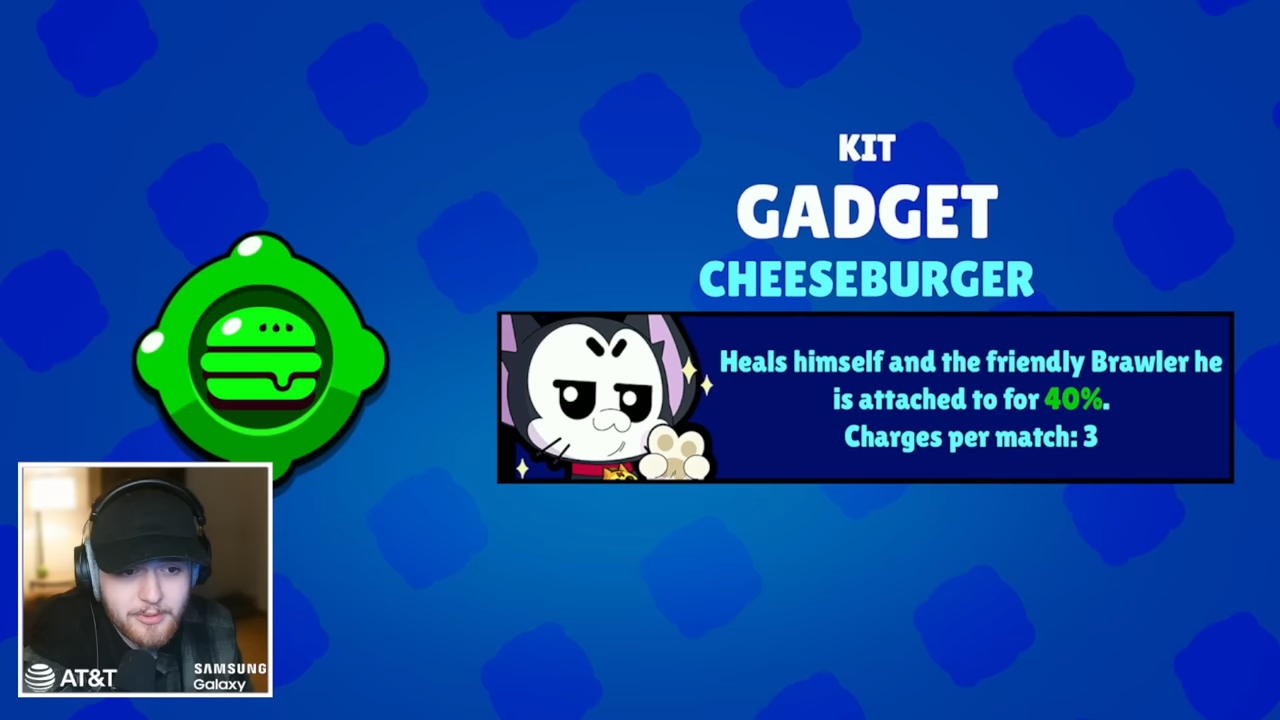 KIT
GADGET
CHEESEBURGER
Heals himself and the friendly Brawler he
is attached to for 40%.
Charges per match: 3
AT&T
SAMSUNG
Galaxy